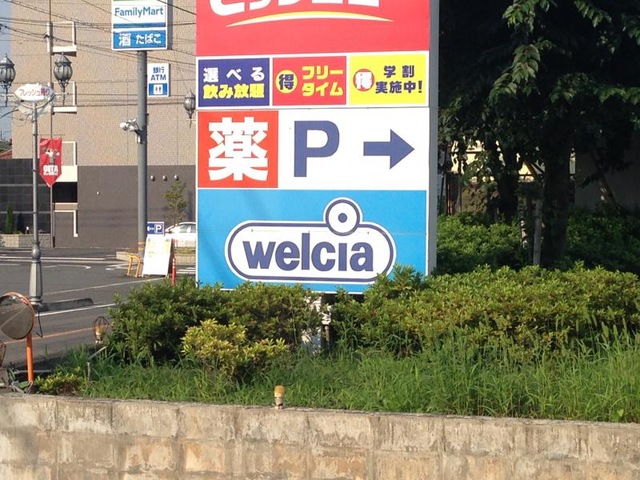 FamilyMart
酒 たばこ
銀行
ATM
選べる
飲み放題
得 フリー
タイム
得 学割
実施中!
薬 P →
welcia
P